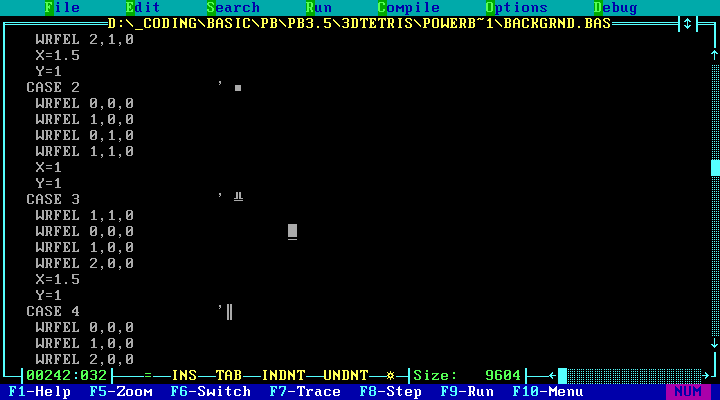 File Edit Search Run Compile Options Debug
D:\_CODING\BASIC\PB\PB3.5\3DTETRIS\POWERB~1\BACKGRND.BAS
WRFEL 2,1,0
X=1.5
Y=1
CASE 2 ' ■
WRFEL 0,0,0
WRFEL 1,0,0
WRFEL 0,1,0
WRFEL 1,1,0
X=1
Y=1
CASE 3 ' ╩
WRFEL 1,1,0
WRFEL 0,0,0
WRFEL 1,0,0
WRFEL 2,0,0
X=1.5
Y=1
CASE 4 '║
WRFEL 0,0,0
WRFEL 1,0,0
WRFEL 2,0,0
00242:032 = INS TAB INDNT UNDNT ☼ Size: 9604
F1-Help F5-Zoom F6-Switch F7-Trace F8-Step F9-Run F10-Menu NUM